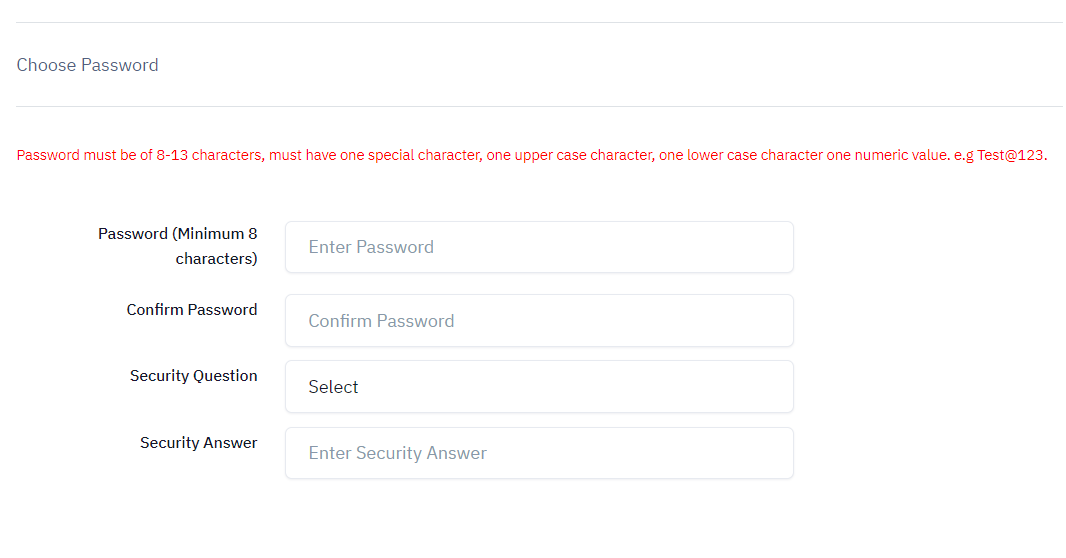 Choose Password
Password must be of 8-13 characters, must have one special character, one upper case character, one lower case character one numeric value. e.g Test@123.
Password (Minimum 8
characters)
Enter Password
Confirm Password
Confirm Password
Security Question
Select
Security Answer
Enter Security Answer